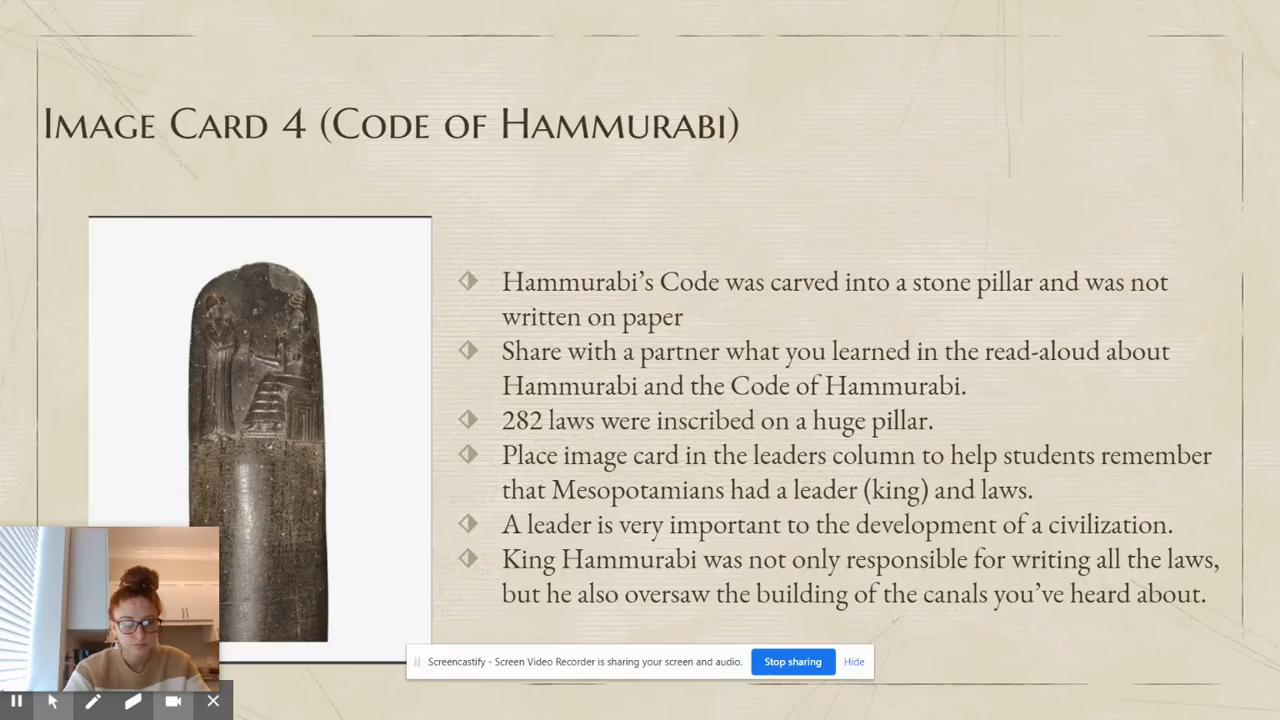 Image Card 4 (Code of Hammurabi)
Hammurabi's Code was carved into a stone pillar and was not
written on paper
Share with a partner what you learned in the read-aloud about
Hammurabi and the Code of Hammurabi.
282 laws were inscribed on a huge pillar.
Place image card in the leaders column to help students remember
that Mesopotamians had a leader (king) and laws.
A leader is very important to the development of a civilization.
King Hammurabi was not only responsible for writing all the laws,
but he also oversaw the building of the canals you've heard about.
Screencastify - Screen Video Recorder is sharing your screen and audio.
Stop sharing
Hide